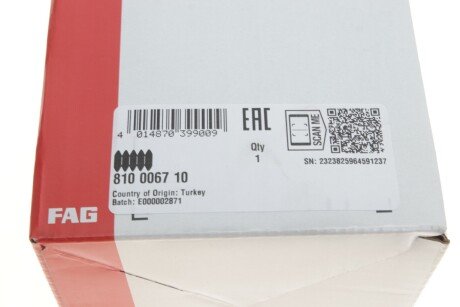 4 014870 399009
EAC
Qty
1
SCAN ME
SN: 2323825964591237
810 0067 10
Country of Origin: Turkey
Batch: E000002871
FAG